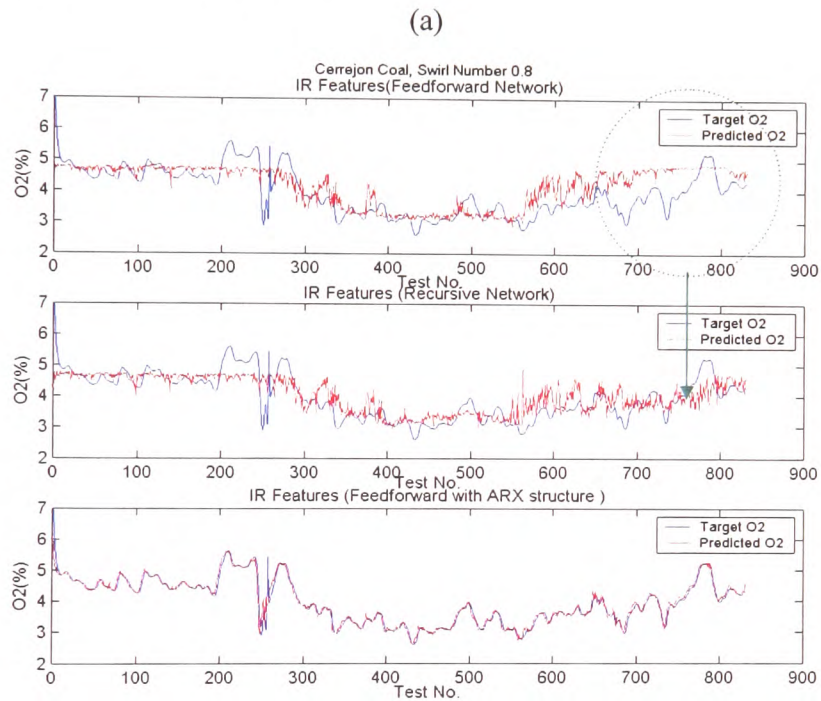 (a)
Cerrejon Coal, Swirl Number 0.8
IR Features(Feedforward Network)
7
6
5
4
3
2
O2(%)
Target O2
Predicted O2
0 100 200 300 400 500 600 700 800 900
Test No.
IR Features (Recursive Network)
7
6
5
4
3
2
O2(%)
Target O2
Predicted O2
0 100 200 300 400 500 600 700 800 900
Test No.
IR Features (Feedforward with ARX structure )
7
6
5
4
3
2
O2(%)
Target O2
Predicted O2
0 100 200 300 400 500 600 700 800 900
Test No.